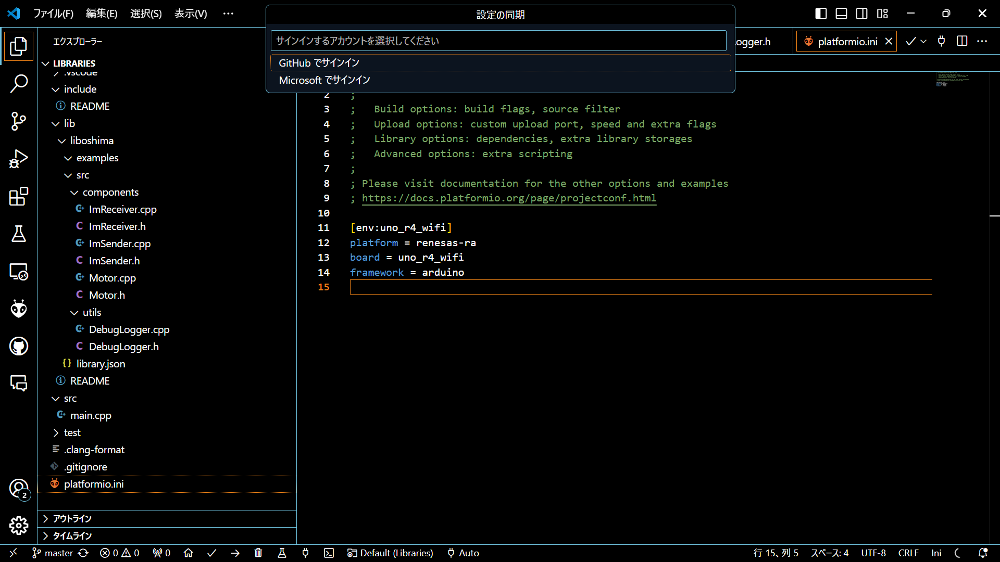 ファイル(F) 編集(E) 選択(S) 表示(V) ···
設定の同期
サインインするアカウントを選択してください
GitHub でサインイン
Microsoft でサインイン
ogger.h
platformio.ini
エクスプローラー
LIBRARIES
.vscode
include
README
lib
liboshima
examples
src
components
ImReceiver.cpp
ImReceiver.h
ImSender.cpp
ImSender.h
Motor.cpp
Motor.h
utils
DebugLogger.cpp
DebugLogger.h
library.json
README
src
main.cpp
test
.clang-format
.gitignore
platformio.ini
アウトライン
タイムライン
2
2 ;
3 ;   Build options: build flags, source filter
4 ;   Upload options: custom upload port, speed and extra flags
5 ;   Library options: dependencies, extra library storages
6 ;   Advanced options: extra scripting
7 ;
8 ; Please visit documentation for the other options and examples
9 ; https://docs.platformio.org/page/projectconf.html
10
11 [env:uno_r4_wifi]
12 platform = renesas-ra
13 board = uno_r4_wifi
14 framework = arduino
15
master 0 0 0 Default (Libraries) Auto 行 15、列 5 スペース: 4 UTF-8 CRLF Ini